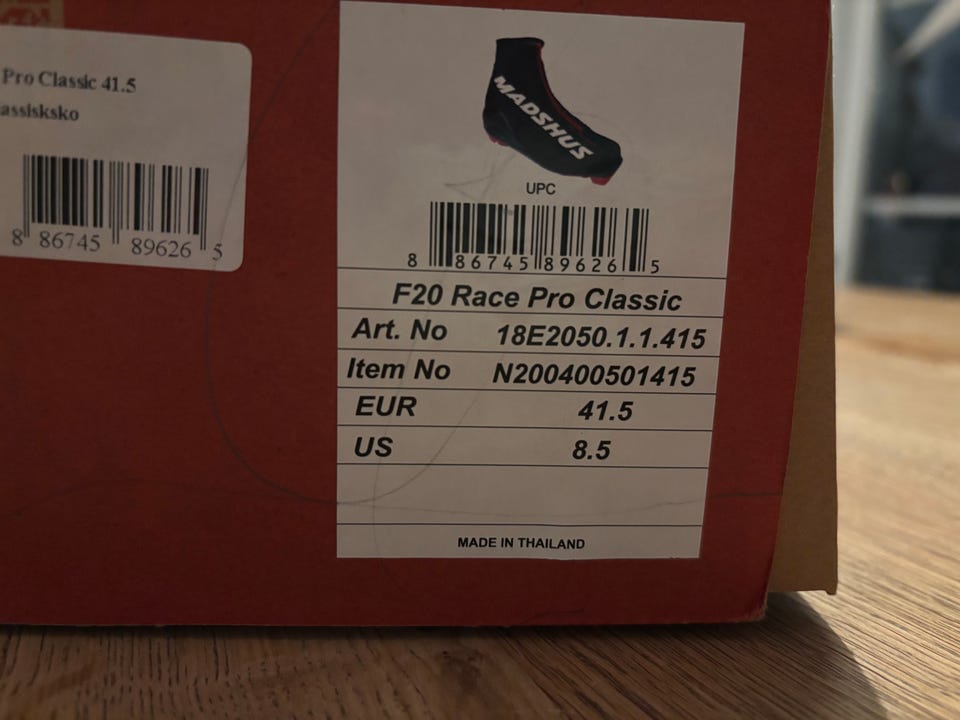 Pro Classic 41.5
assisksko
8 86745 89626 5
MADSHUS
UPC
8 86745 89626 5
F20 Race Pro Classic
Art. No 18E2050.1.1.415
Item No N200400501415
EUR 41.5
US 8.5
MADE IN THAILAND